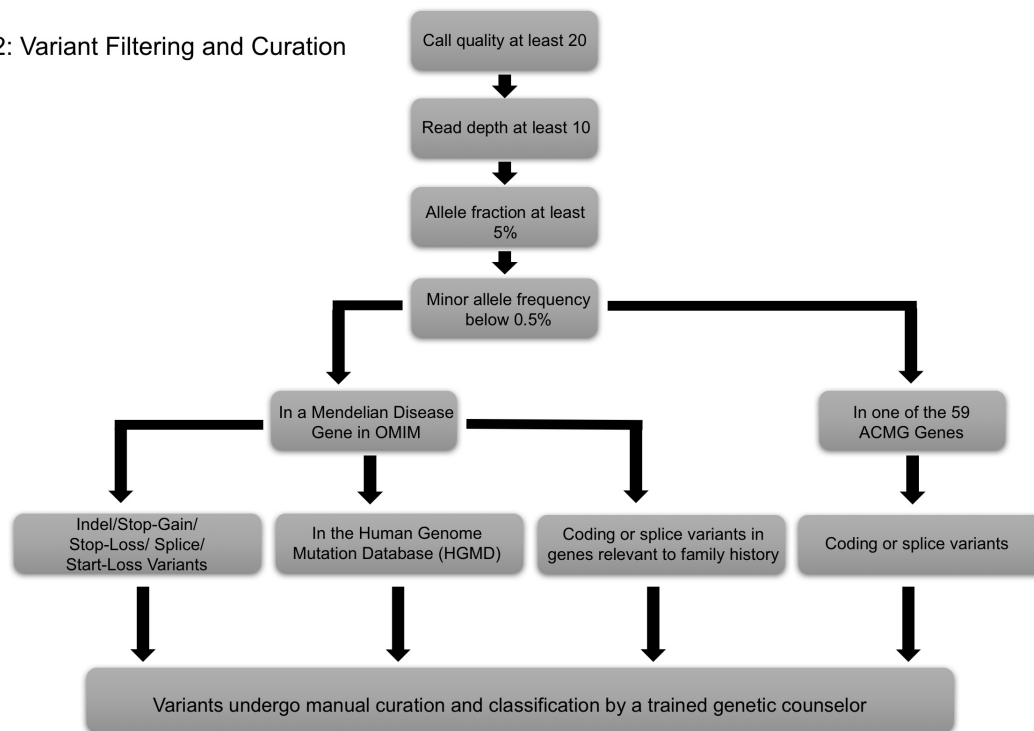 2: Variant Filtering and Curation
Call quality at least 20
Read depth at least 10
Allele fraction at least
5%
Minor allele frequency
below 0.5%
In a Mendelian Disease
Gene in OMIM
In one of the 59
ACMG Genes
Indel/Stop-Gain/
Stop-Loss/ Splice/
Start-Loss Variants
In the Human Genome
Mutation Database (HGMD)
Coding or splice variants in
genes relevant to family history
Coding or splice variants
Variants undergo manual curation and classification by a trained genetic counselor